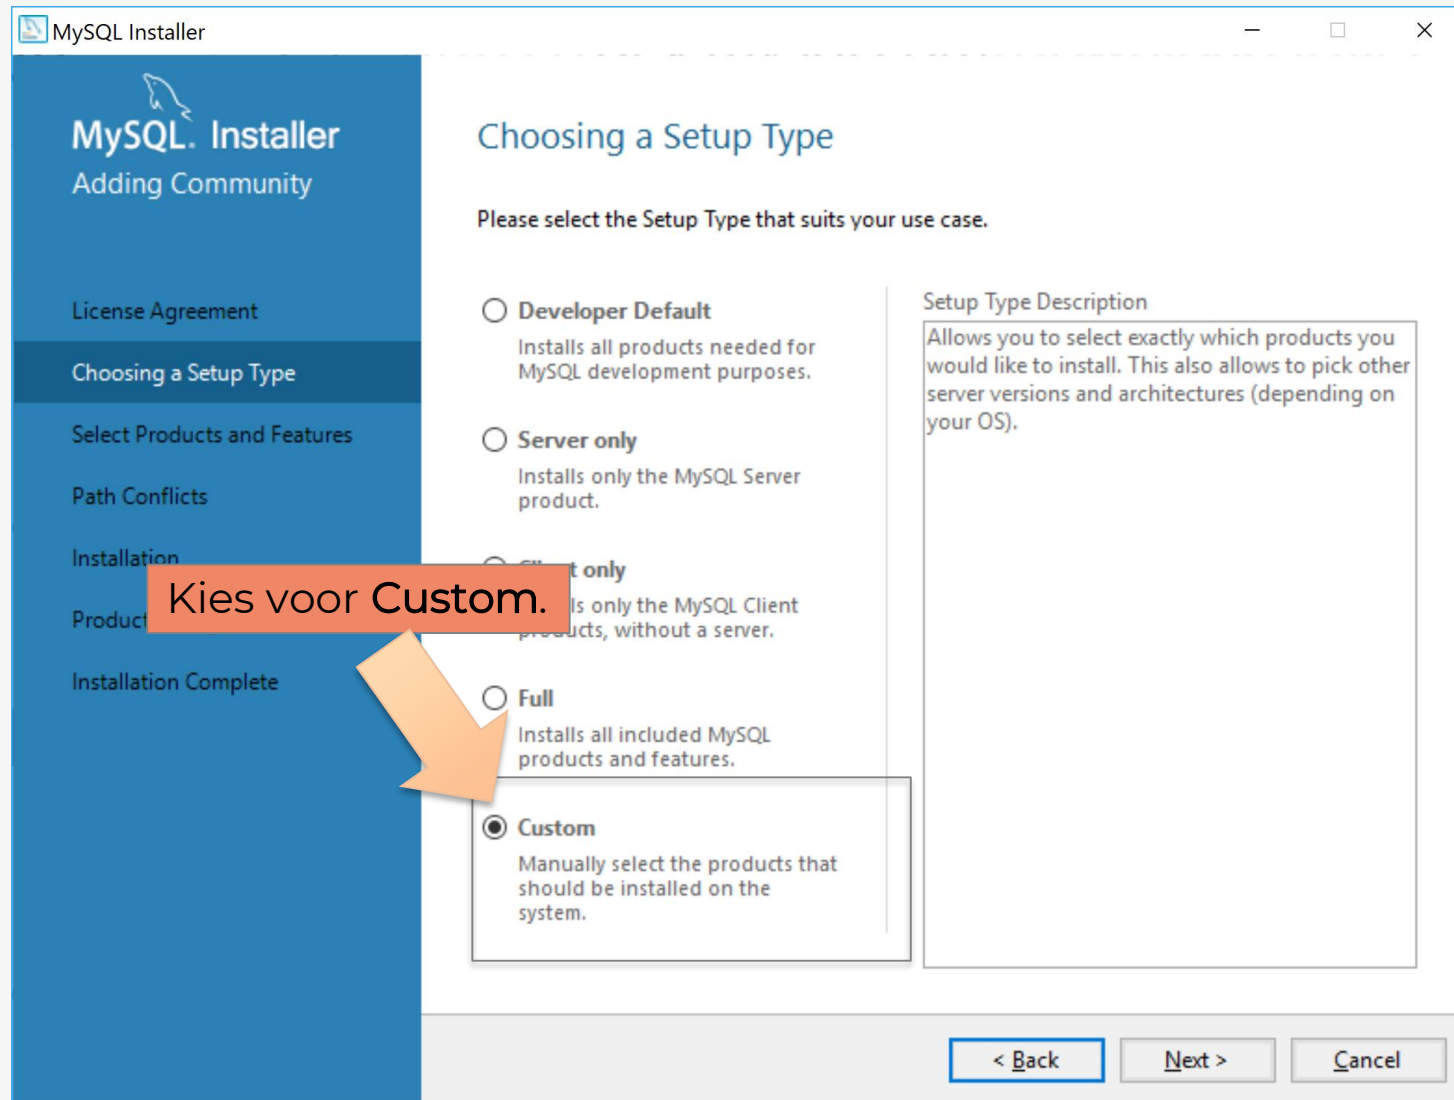 MySQL Installer
MySQL. Installer
Adding Community
License Agreement
Choosing a Setup Type
Select Products and Features
Path Conflicts
Installation
Product
Installation Complete
Kies voor Custom.
Choosing a Setup Type
Please select the Setup Type that suits your use case.
Developer Default
Installs all products needed for
MySQL development purposes.
Server only
Installs only the MySQL Server
product.
only
only the MySQL Client
products, without a server.
Full
Installs all included MySQL
products and features.
Custom
Manually select the products that
should be installed on the
system.
Setup Type Description
Allows you to select exactly which products you
would like to install. This also allows to pick other
server versions and architectures (depending on
your OS).
< Back
Next >
Cancel